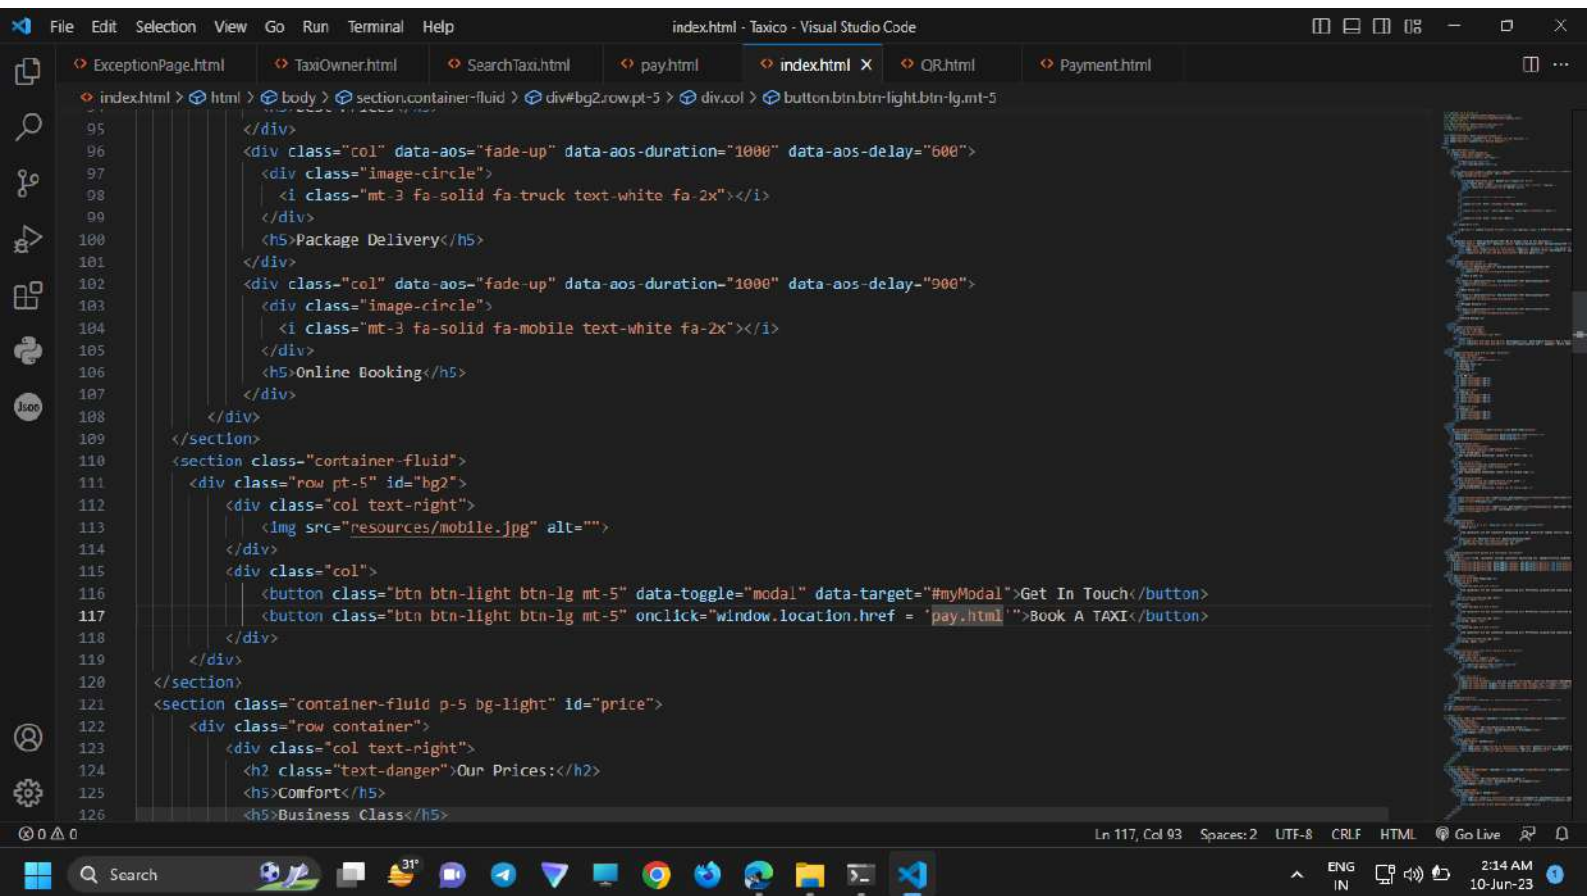 File Edit Selection View Go Run Terminal Help
index.html - Taxico - Visual Studio Code
ExceptionPage.html
TaxiOwner.html
SearchTaxi.html
pay.html
index.html
QR.html
Payment.html
index.html > html > body > section.container-fluid > div#bg2.row.pt-5 > div.col > button.btn.btn-light.btn-lg.mt-5
95 </div>
96 <div class="col" data-aos="fade-up" data-aos-duration="1000" data-aos-delay="600">
97 <div class="image-circle">
98 <i class="mt-3 fa-solid fa-truck text-white fa-2x"></i>
99 </div>
100 <h5>Package Delivery</h5>
101 </div>
102 <div class="col" data-aos="fade-up" data-aos-duration="1000" data-aos-delay="900">
103 <div class="image-circle">
104 <i class="mt-3 fa-solid fa-mobile text-white fa-2x"></i>
105 </div>
106 <h5>Online Booking</h5>
107 </div>
108 </div>
109 </section>
110 <section class="container-fluid">
111 <div class="row pt-5" id="bg2">
112 <div class="col text-right">
113 <img src="resources/mobile.jpg" alt="">
114 </div>
115 <div class="col">
116 <button class="btn btn-light btn-lg mt-5" data-toggle="modal" data-target="#myModal">Get In Touch</button>
117 <button class="btn btn-light btn-lg mt-5" onclick="window.location.href = 'pay.html'">Book A TAXI</button>
118 </div>
119 </div>
120 </section>
121 <section class="container-fluid p-5 bg-light" id="price">
122 <div class="row container">
123 <div class="col text-right">
124 <h2 class="text-danger">Our Prices:</h2>
125 <h5>Comfort</h5>
126 <h5>Business Class</h5>
Json
0 0
Ln 117, Col 93 Spaces: 2 UTF-8 CRLF HTML Go Live
Search
31°
ENG
IN
2:14 AM
10-Jun-23
1